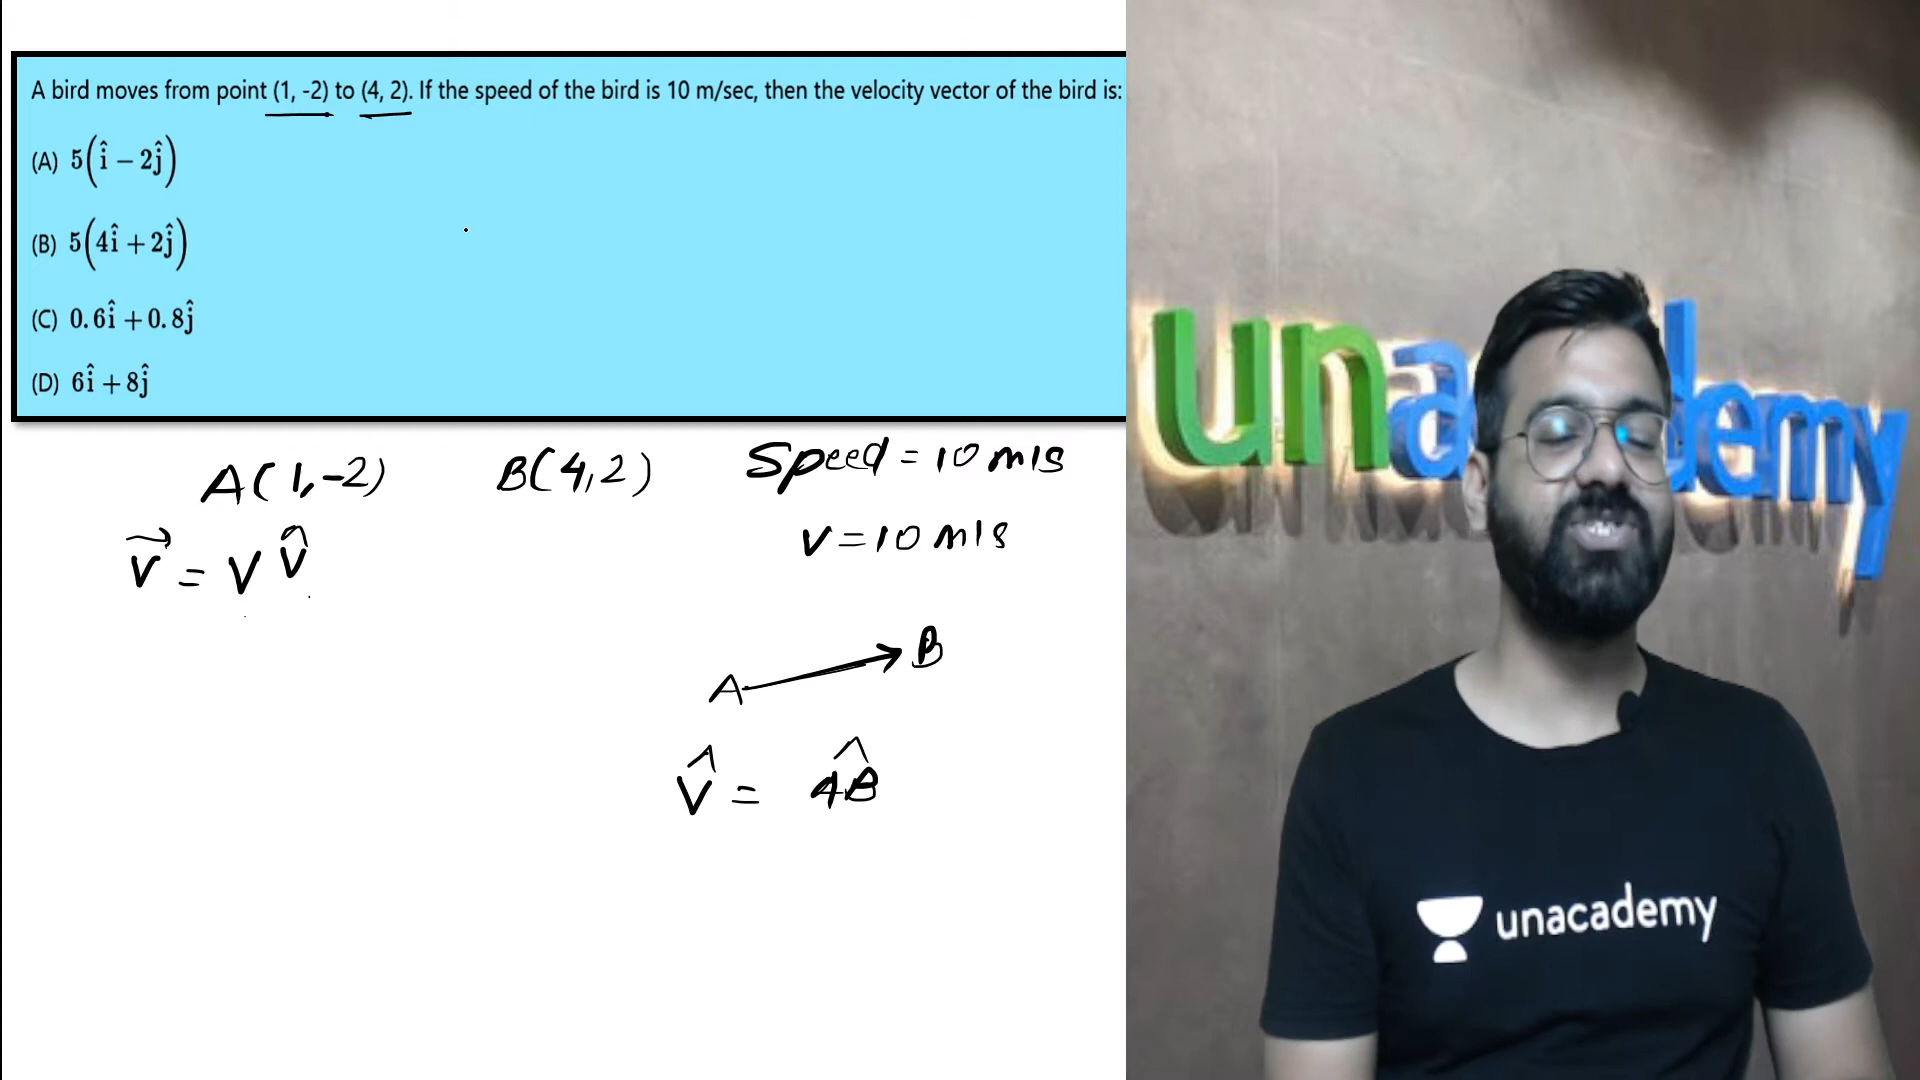 A bird moves from point (1, -2) to (4, 2). If the speed of the bird is 10 m/sec, then the velocity vector of the bird is:
(A) 5(î − 2ĵ)
(B) 5(4î + 2ĵ)
(C) 0.6î + 0.8ĵ
(D) 6î + 8ĵ
A(1,-2) B(4,2) Speed = 10 m/s
v⃗ = v v̂ v = 10 m/s
A B
v̂ = AB̂
unacademy
unacademy